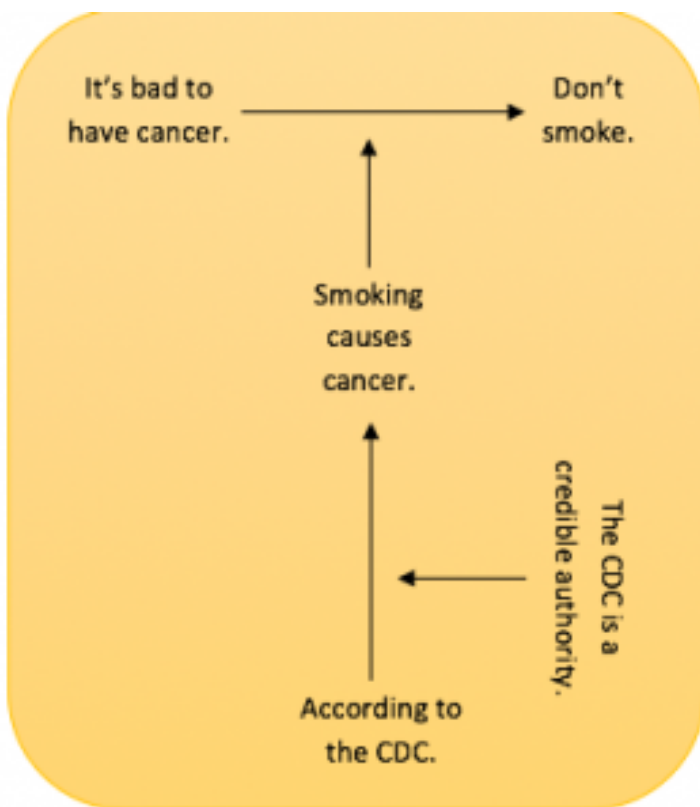 It's bad to
have cancer.
Don't
smoke.
Smoking
causes
cancer.
The CDC is a
credible authority.
According to
the CDC.